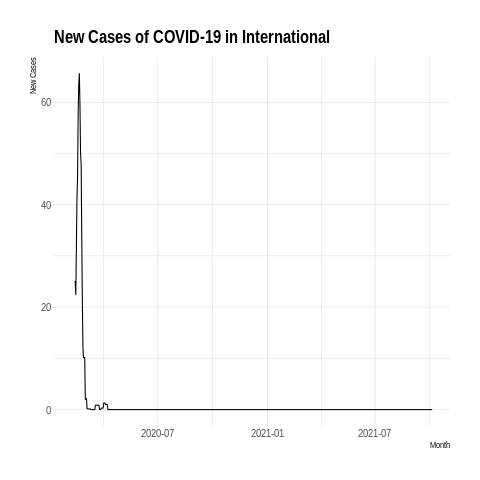 New Cases of COVID-19 in International
New Cases
60
40
20
0
2020-07
2021-01
2021-07
Month